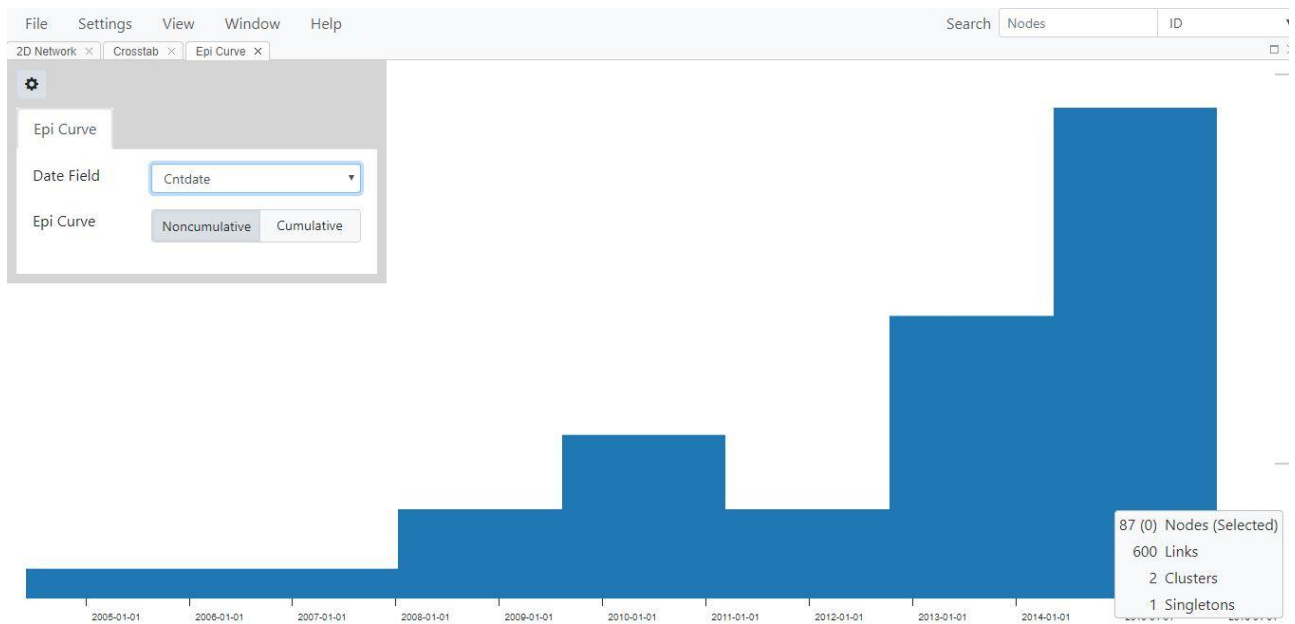 File Settings View Window Help Search Nodes ID
2D Network × Crosstab × Epi Curve ×
Epi Curve
Date Field Cntdate
Epi Curve Noncumulative Cumulative
87 (0) Nodes (Selected)
600 Links
2 Clusters
1 Singletons
2005-01-01 2006-01-01 2007-01-01 2008-01-01 2009-01-01 2010-01-01 2011-01-01 2012-01-01 2013-01-01 2014-01-01